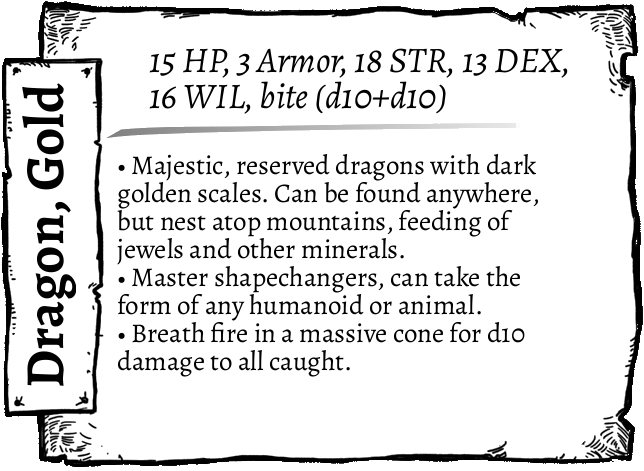 Dragon, Gold
15 HP, 3 Armor, 18 STR, 13 DEX,
16 WIL, bite (d10+d10)
• Majestic, reserved dragons with dark
golden scales. Can be found anywhere,
but nest atop mountains, feeding of
jewels and other minerals.
• Master shapechangers, can take the
form of any humanoid or animal.
• Breath fire in a massive cone for d10
damage to all caught.